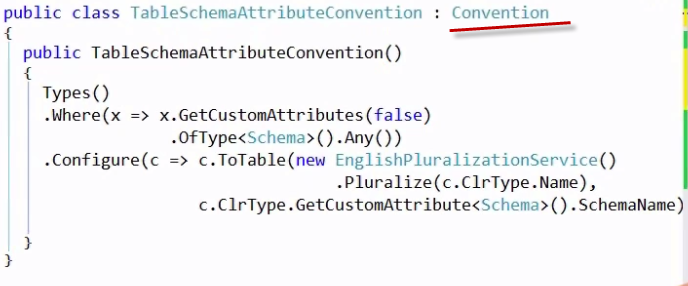 public class TableSchemaAttributeConvention : Convention
{
public TableSchemaAttributeConvention()
{
Types()
.Where(x => x.GetCustomAttributes(false)
.OfType<Schema>().Any())
.Configure(c => c.ToTable(new EnglishPluralizationService()
.Pluralize(c.ClrType.Name),
c.ClrType.GetCustomAttribute<Schema>().SchemaName)
}
}